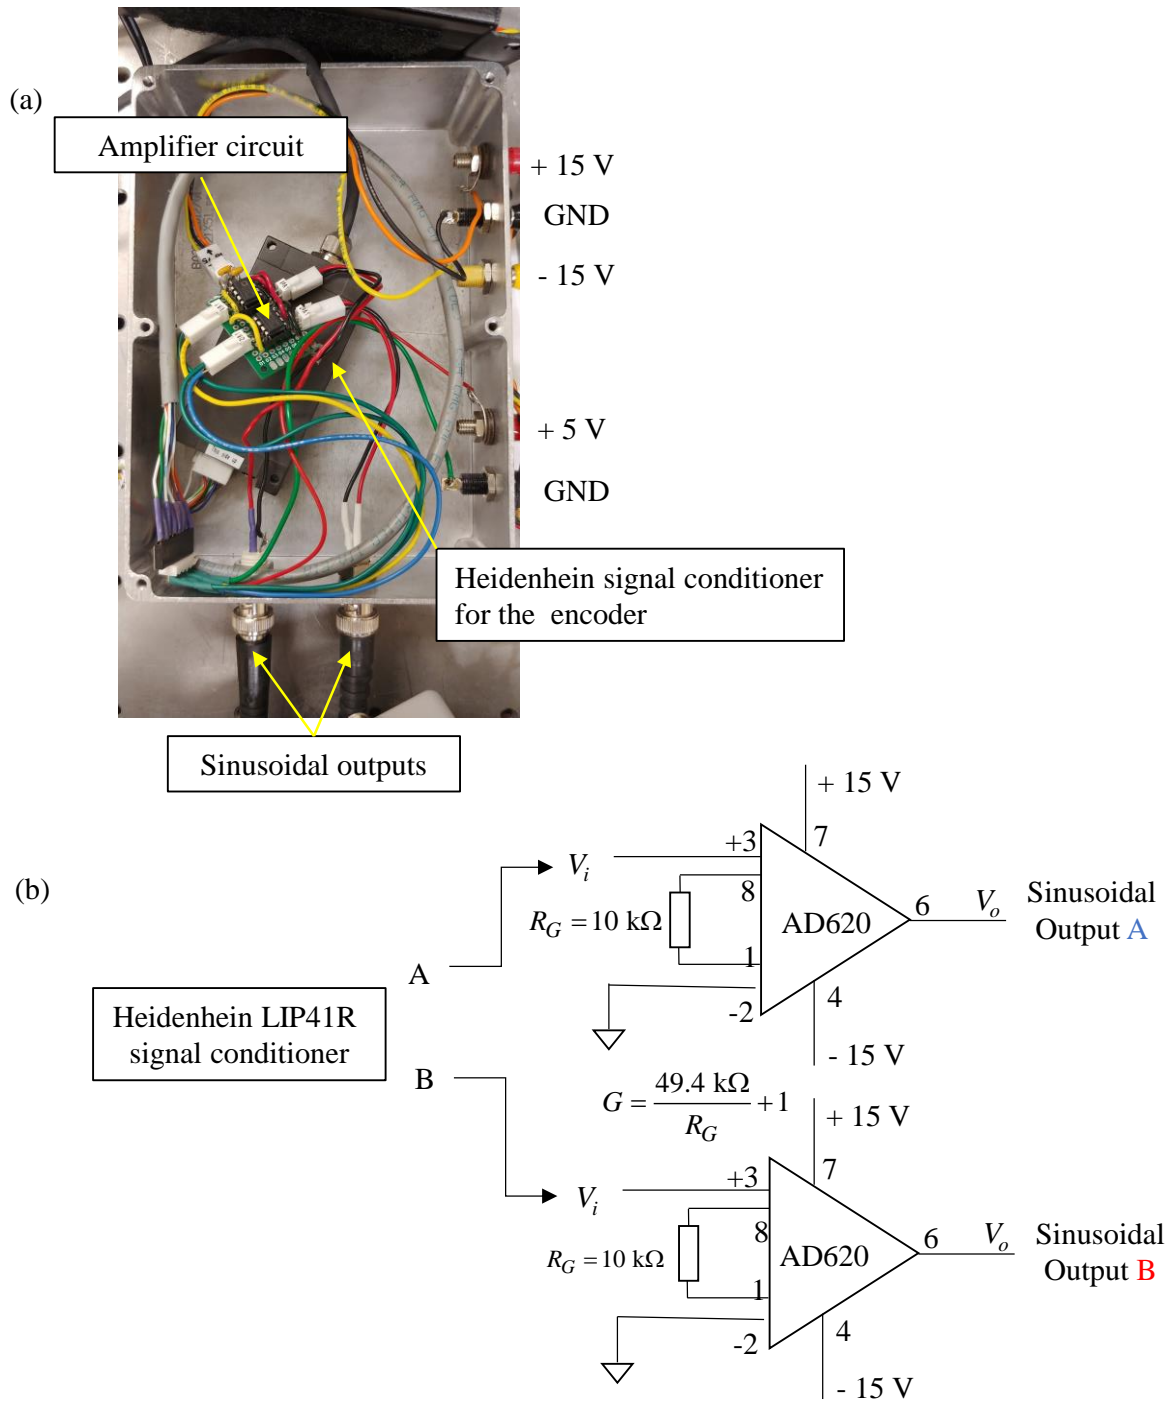 (a)
Amplifier circuit
+ 15 V
GND
- 15 V
+ 5 V
GND
Heidenhein signal conditioner
for the encoder
Sinusoidal outputs
(b)
+ 15 V
7
+3
V_i
8
R_G = 10 kΩ
1
-2
AD620
6
V_o
Sinusoidal
Output A
4
- 15 V
A
Heidenhein LIP41R
signal conditioner
B
G = 49.4 kΩ / R_G + 1
+ 15 V
7
+3
V_i
8
R_G = 10 kΩ
1
-2
AD620
6
V_o
Sinusoidal
Output B
4
- 15 V